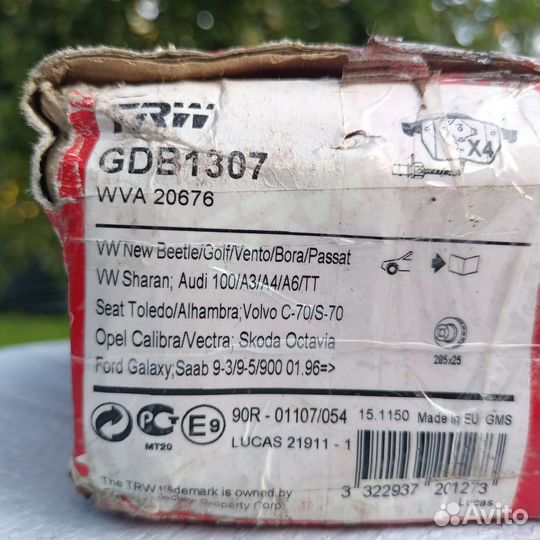 TRW
GDB1307
X4
WVA 20676
VW New Beetle/Golf/Vento/Bora/Passat
VW Sharan; Audi 100/A3/A4/A6/TT
Seat Toledo/Alhambra;Volvo C-70/S-70
Opel Calibra/Vectra; Skoda Octavia
285x25
Ford Galaxy;Saab 9-3/9-5/900 01.96=>
MT20
E9
90R - 01107/054 15.1150 Made in EU GMS
LUCAS 21911 - 1
The TRW trademark is owned by
Property Corp.
3 322937 201273
Lucas
Avito